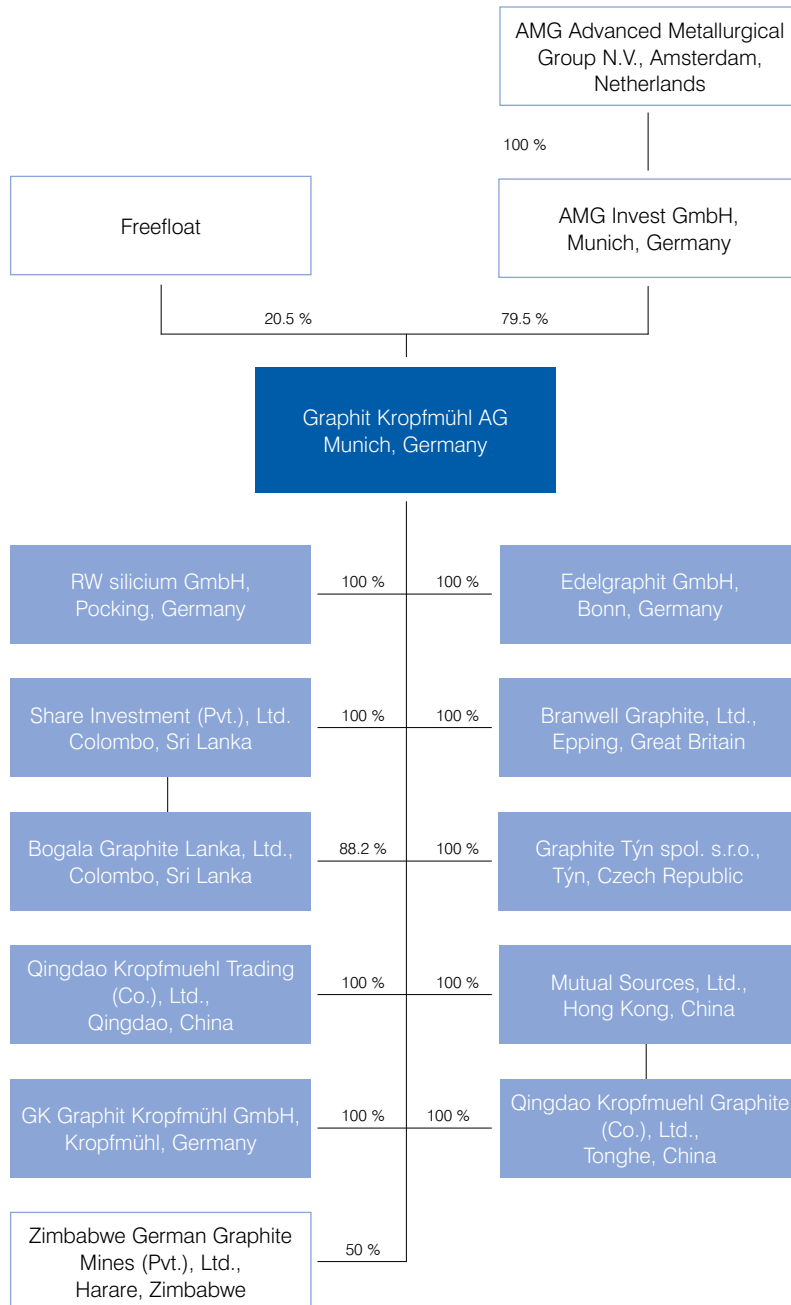 AMG Advanced Metallurgical
Group N.V., Amsterdam,
Netherlands
100 %
Freefloat
AMG Invest GmbH,
Munich, Germany
20.5 %
79.5 %
Graphit Kropfmühl AG
Munich, Germany
RW silicium GmbH,
Pocking, Germany
100 %
100 %
Edelgraphit GmbH,
Bonn, Germany
Share Investment (Pvt.), Ltd.
Colombo, Sri Lanka
100 %
100 %
Branwell Graphite, Ltd.,
Epping, Great Britain
Bogala Graphite Lanka, Ltd.,
Colombo, Sri Lanka
88.2 %
100 %
Graphite Týn spol. s.r.o.,
Týn, Czech Republic
Qingdao Kropfmuehl Trading
(Co.), Ltd.,
Qingdao, China
100 %
100 %
Mutual Sources, Ltd.,
Hong Kong, China
GK Graphit Kropfmühl GmbH,
Kropfmühl, Germany
100 %
100 %
Qingdao Kropfmuehl Graphite
(Co.), Ltd.,
Tonghe, China
Zimbabwe German Graphite
Mines (Pvt.), Ltd.,
Harare, Zimbabwe
50 %